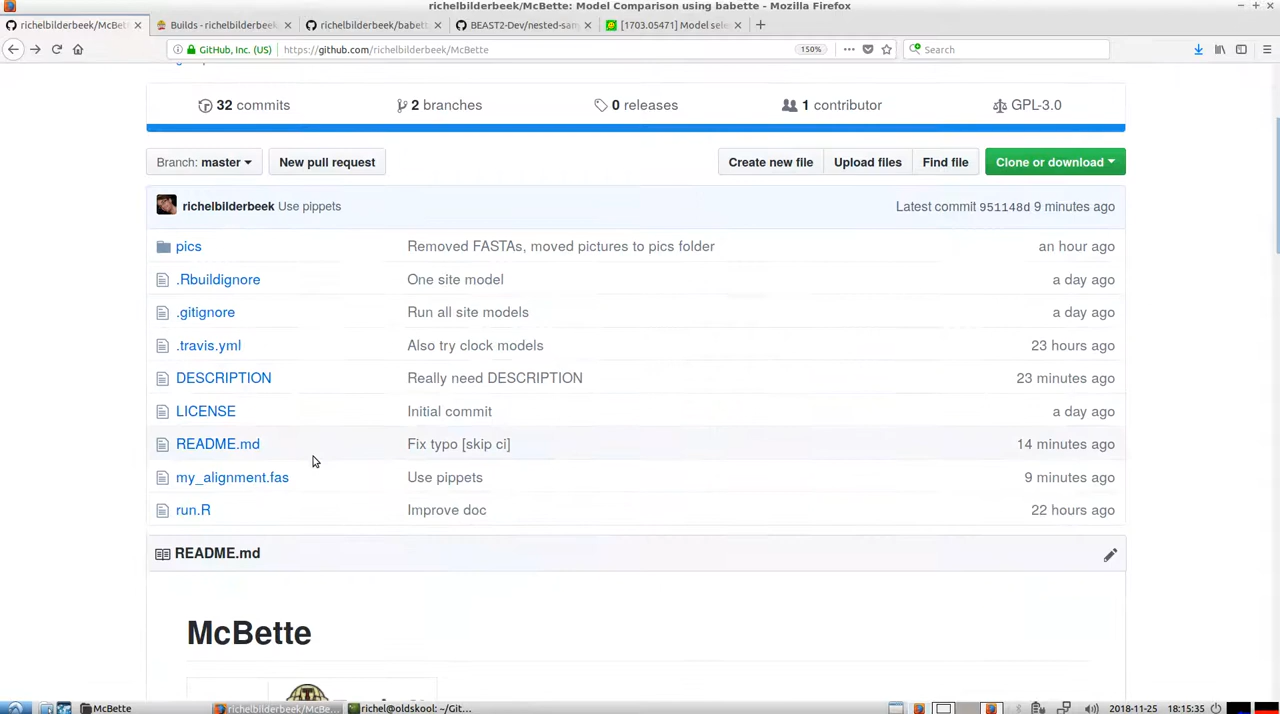 richelbilderbeek/McBette: Model Comparison using babette - Mozilla Firefox
richelbilderbeek/McB
Builds - richelbilderbeek
richelbilderbeek/babett
BEAST2-Dev/nested-sa
[1703.05471] Model sele
GitHub, Inc. (US)
https://github.com/richelbilderbeek/McBette
150%
Search
32 commits
2 branches
0 releases
1 contributor
GPL-3.0
Branch: master
New pull request
Create new file
Upload files
Find file
Clone or download
richelbilderbeek Use pippets
Latest commit 951148d 9 minutes ago
pics Removed FASTAs, moved pictures to pics folder an hour ago
.Rbuildignore One site model a day ago
.gitignore Run all site models a day ago
.travis.yml Also try clock models 23 hours ago
DESCRIPTION Really need DESCRIPTION 23 minutes ago
LICENSE Initial commit a day ago
README.md Fix typo [skip ci] 14 minutes ago
my_alignment.fas Use pippets 9 minutes ago
run.R Improve doc 22 hours ago
README.md
McBette
McBette
richelbilderbeek/McBe...
richel@oldskool: ~/Git...
2018-11-25
18:15:35